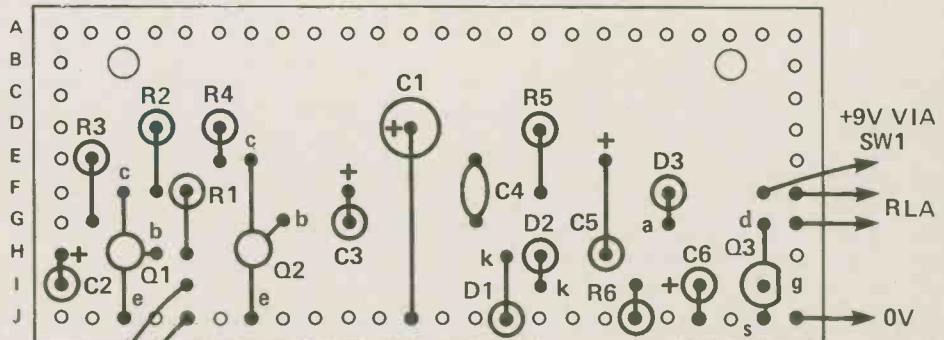 A
B
C1
C
R2 R4 R5
D
+
+9V VIA
SW1
R3
c
+
+
D3
E
c
F
R1
C4
RLA
G
b
a
d
b
D2
C5
Q3
H
+
k
C6
Q1
Q2
C3
I
C2
k
+
g
e
e
D1
R6
J
s
0V